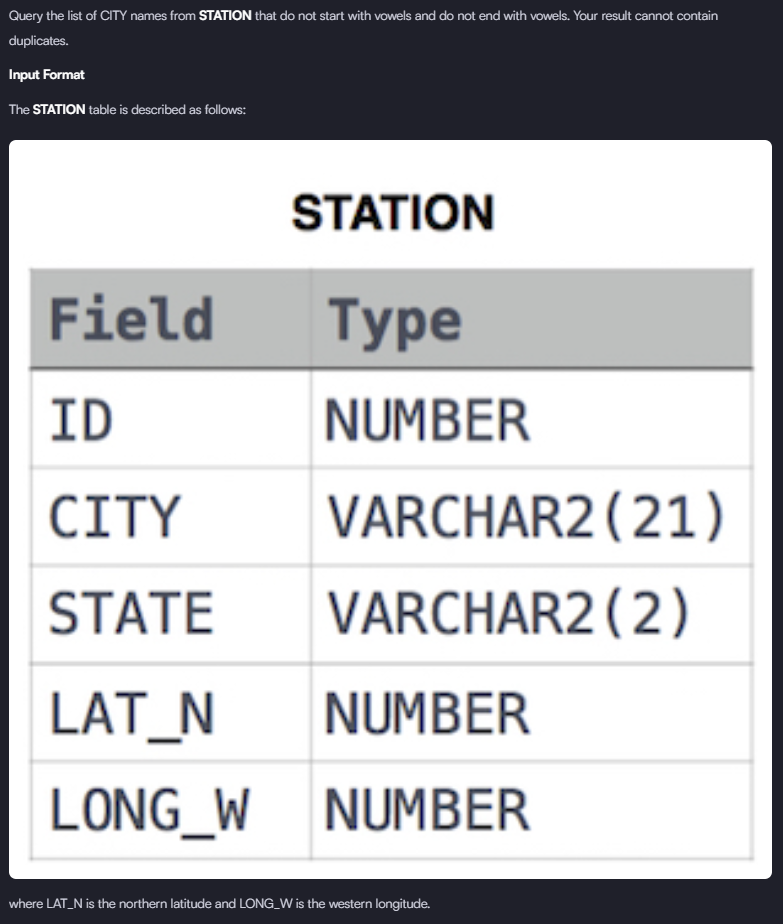 Query the list of CITY names from STATION that do not start with vowels and do not end with vowels. Your result cannot contain
duplicates.
Input Format
The STATION table is described as follows:
STATION
Field Type
ID NUMBER
CITY VARCHAR2(21)
STATE VARCHAR2(2)
LAT_N NUMBER
LONG_W NUMBER
where LAT_N is the northern latitude and LONG_W is the western longitude.